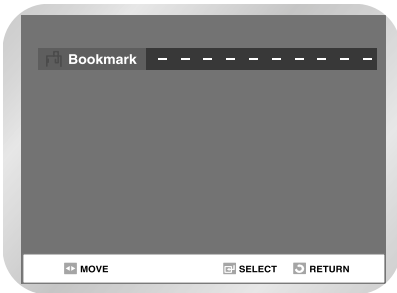 Bookmark – – – – – – – – – –
MOVE SELECT RETURN